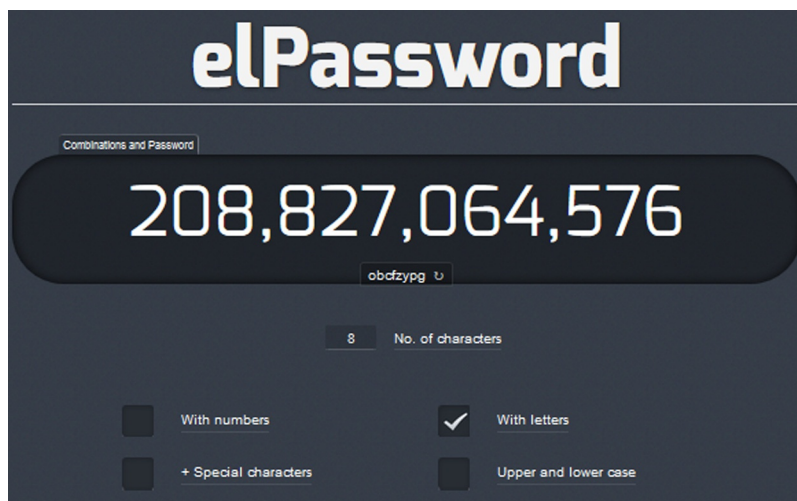 elPassword
Combinations and Password
208,827,064,576
obcfzypg ↻
8 No. of characters
With numbers
With letters
+ Special characters
Upper and lower case